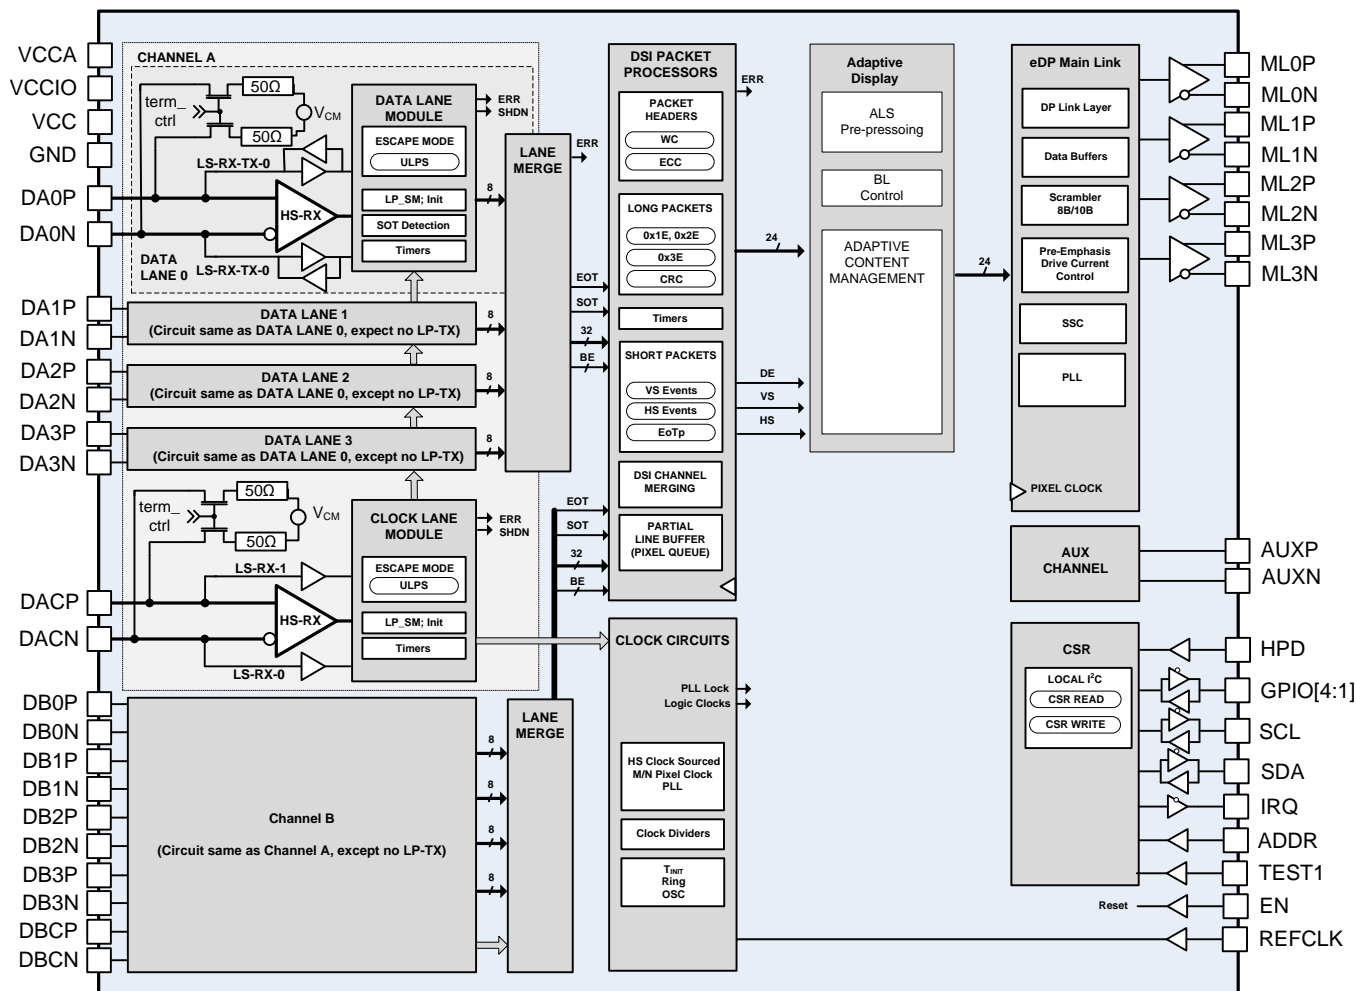 VCCA
VCCIO
VCC
GND
DA0P
DA0N
DA1P
DA1N
DA2P
DA2N
DA3P
DA3N
DACP
DACN
DB0P
DB0N
DB1P
DB1N
DB2P
DB2N
DB3P
DB3N
DBCP
DBCN
CHANNEL A
50Ω
50Ω
term_
ctrl
VCM
LS-RX-TX-0
HS-RX
LS-RX-TX-0
DATA
LANE 0
DATA LANE
MODULE
ESCAPE MODE
ULPS
LP_SM; Init
SOT Detection
Timers
ERR
SHDN
8
DATA LANE 1
(Circuit same as DATA LANE 0, expect no LP-TX)
8
DATA LANE 2
(Circuit same as DATA LANE 0, except no LP-TX)
8
DATA LANE 3
(Circuit same as DATA LANE 0, except no LP-TX)
8
50Ω
50Ω
term_
ctrl
VCM
LS-RX-1
HS-RX
LS-RX-0
CLOCK LANE
MODULE
ESCAPE MODE
ULPS
LP_SM; Init
Timers
ERR
SHDN
Channel B
(Circuit same as Channel A, except no LP-TX)
8
8
8
8
LANE
MERGE
ERR
EOT
SOT
32
BE
LANE
MERGE
EOT
SOT
32
BE
DSI PACKET
PROCESSORS
PACKET
HEADERS
WC
ECC
LONG PACKETS
0x1E, 0x2E
0x3E
CRC
Timers
SHORT PACKETS
VS Events
HS Events
EoTp
DSI CHANNEL
MERGING
PARTIAL
LINE BUFFER
(PIXEL QUEUE)
ERR
24
DE
VS
HS
CLOCK CIRCUITS
PLL Lock
Logic Clocks
HS Clock Sourced
M/N Pixel Clock
PLL
Clock Dividers
TINIT
Ring
OSC
Adaptive
Display
ALS
Pre-pressoing
BL
Control
ADAPTIVE
CONTENT
MANAGEMENT
24
eDP Main Link
DP Link Layer
Data Buffers
Scrambler
8B/10B
Pre-Emphasis
Drive Current
Control
SSC
PLL
PIXEL CLOCK
AUX
CHANNEL
CSR
LOCAL I²C
CSR READ
CSR WRITE
Reset
ML0P
ML0N
ML1P
ML1N
ML2P
ML2N
ML3P
ML3N
AUXP
AUXN
HPD
GPIO[4:1]
SCL
SDA
IRQ
ADDR
TEST1
EN
REFCLK